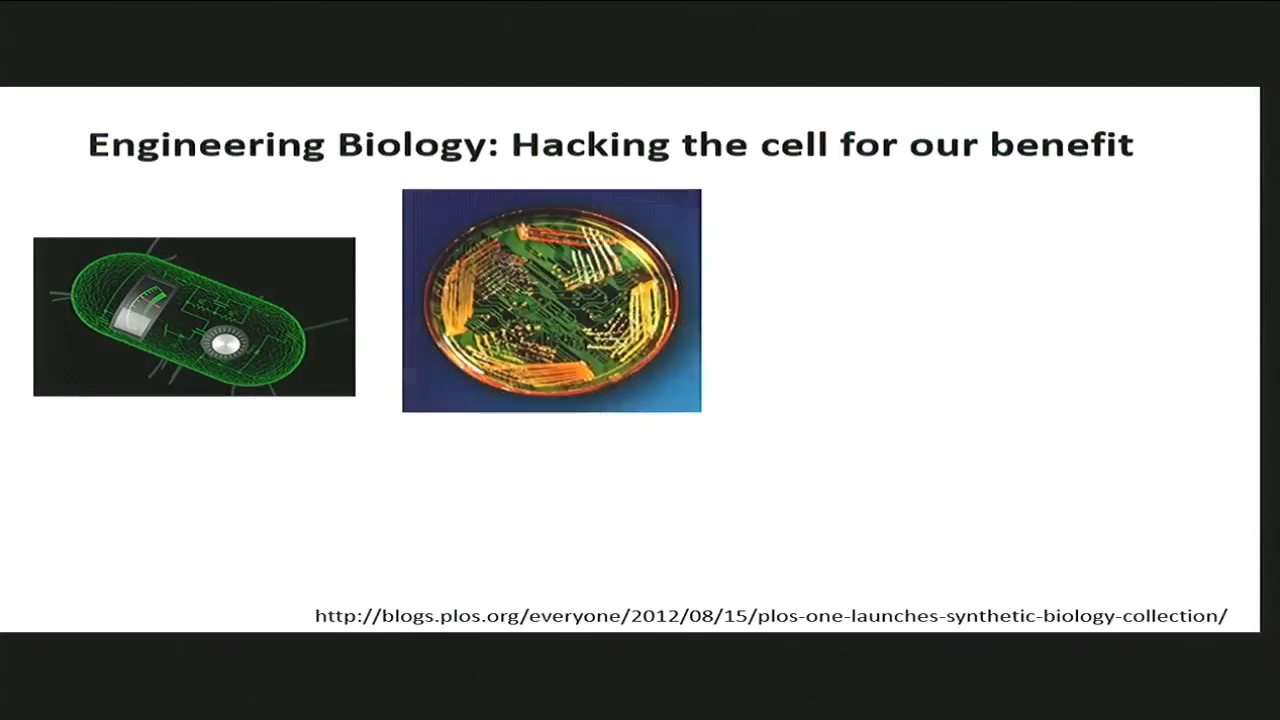 Engineering Biology: Hacking the cell for our benefit
http://blogs.plos.org/everyone/2012/08/15/plos-one-launches-synthetic-biology-collection/